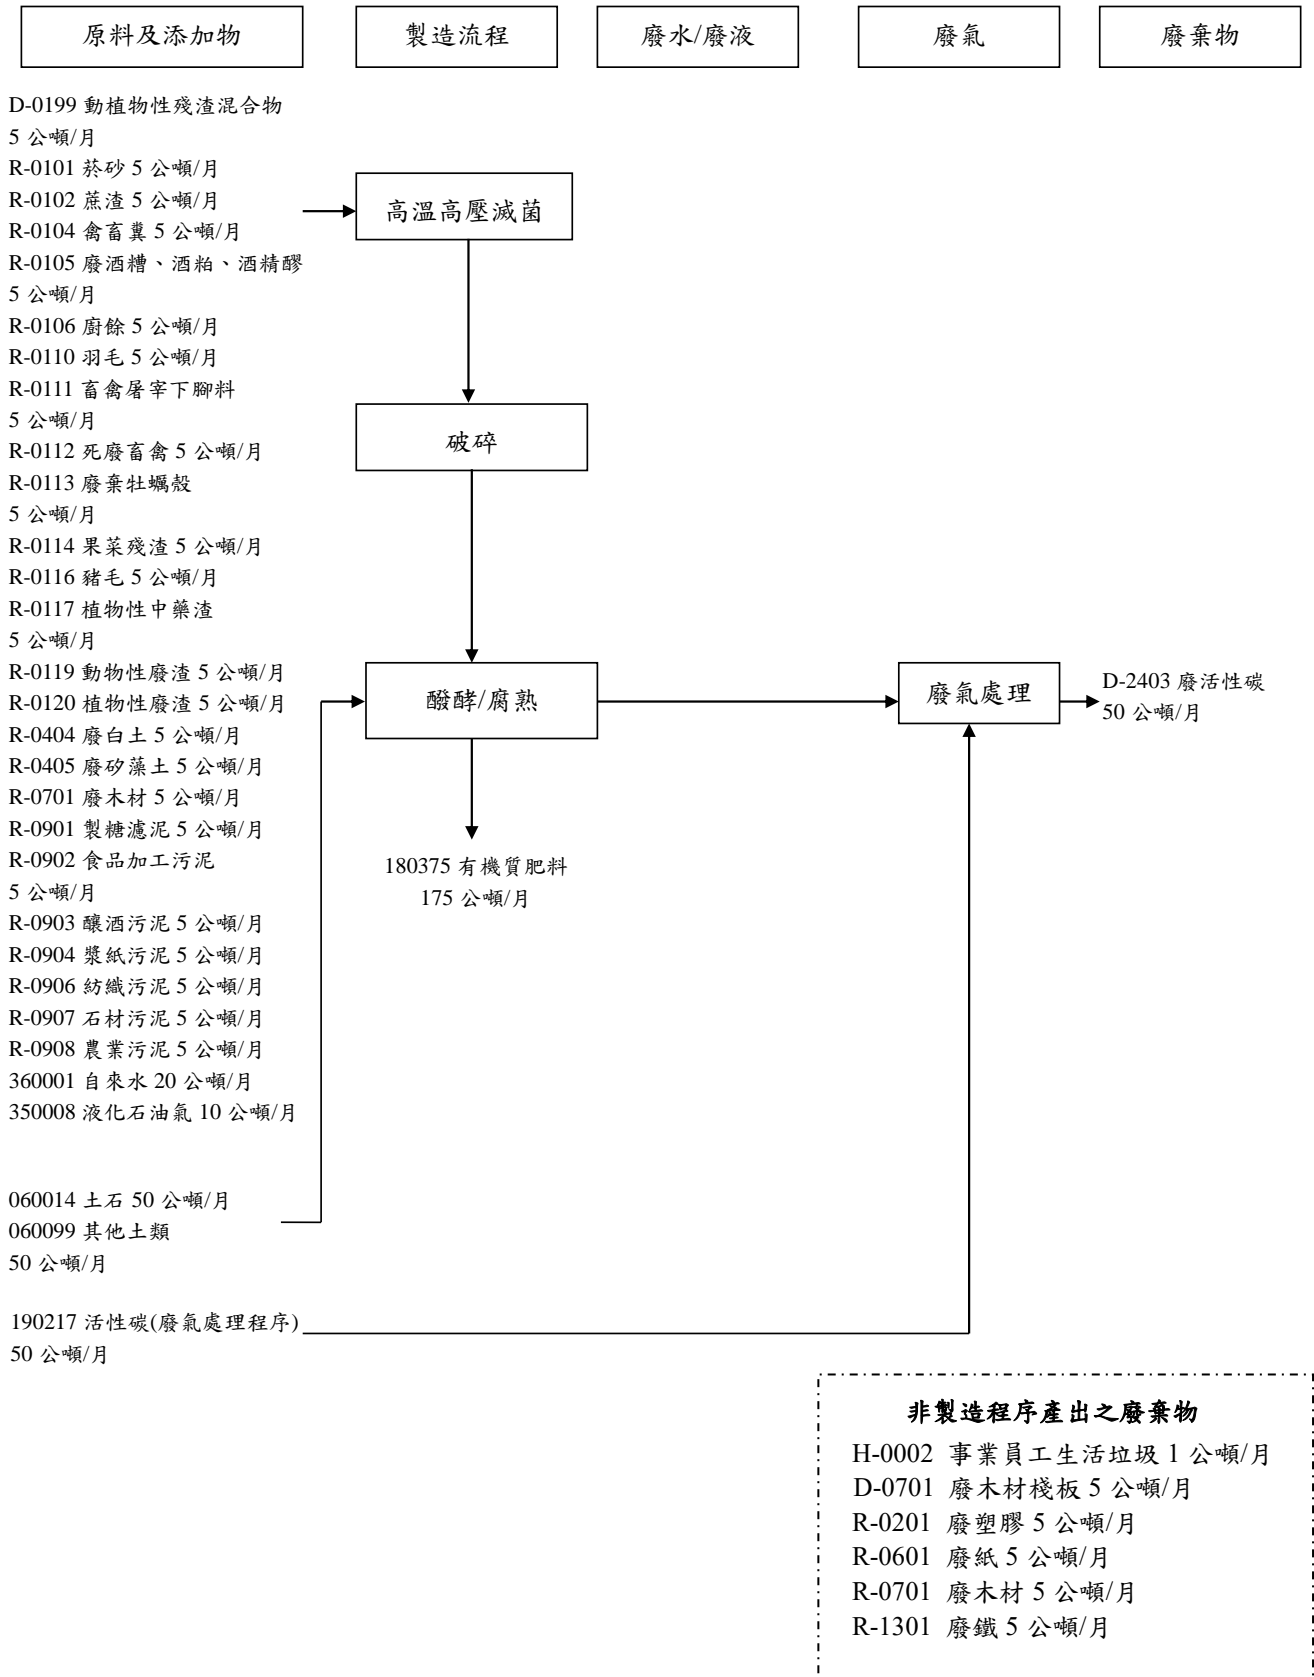 原料及添加物
製造流程
廢水/廢液
廢氣
廢棄物
D-0199 動植物性殘渣混合物
5 公噸/月
R-0101 菸砂 5 公噸/月
R-0102 蔗渣 5 公噸/月
R-0104 禽畜糞 5 公噸/月
R-0105 廢酒糟、酒粕、酒精醪
5 公噸/月
R-0106 廚餘 5 公噸/月
R-0110 羽毛 5 公噸/月
R-0111 畜禽屠宰下腳料
5 公噸/月
R-0112 死廢畜禽 5 公噸/月
R-0113 廢棄牡蠣殼
5 公噸/月
R-0114 果菜殘渣 5 公噸/月
R-0116 豬毛 5 公噸/月
R-0117 植物性中藥渣
5 公噸/月
R-0119 動物性廢渣 5 公噸/月
R-0120 植物性廢渣 5 公噸/月
R-0404 廢白土 5 公噸/月
R-0405 廢矽藻土 5 公噸/月
R-0701 廢木材 5 公噸/月
R-0901 製糖濾泥 5 公噸/月
R-0902 食品加工污泥
5 公噸/月
R-0903 釀酒污泥 5 公噸/月
R-0904 漿紙污泥 5 公噸/月
R-0906 紡織污泥 5 公噸/月
R-0907 石材污泥 5 公噸/月
R-0908 農業污泥 5 公噸/月
360001 自來水 20 公噸/月
350008 液化石油氣 10 公噸/月
060014 土石 50 公噸/月
060099 其他土類
50 公噸/月
190217 活性碳(廢氣處理程序)
50 公噸/月
高溫高壓滅菌
破碎
醱酵/腐熟
180375 有機質肥料
175 公噸/月
廢氣處理
D-2403 廢活性碳
50 公噸/月
非製造程序產出之廢棄物
H-0002 事業員工生活垃圾 1 公噸/月
D-0701 廢木材棧板 5 公噸/月
R-0201 廢塑膠 5 公噸/月
R-0601 廢紙 5 公噸/月
R-0701 廢木材 5 公噸/月
R-1301 廢鐵 5 公噸/月